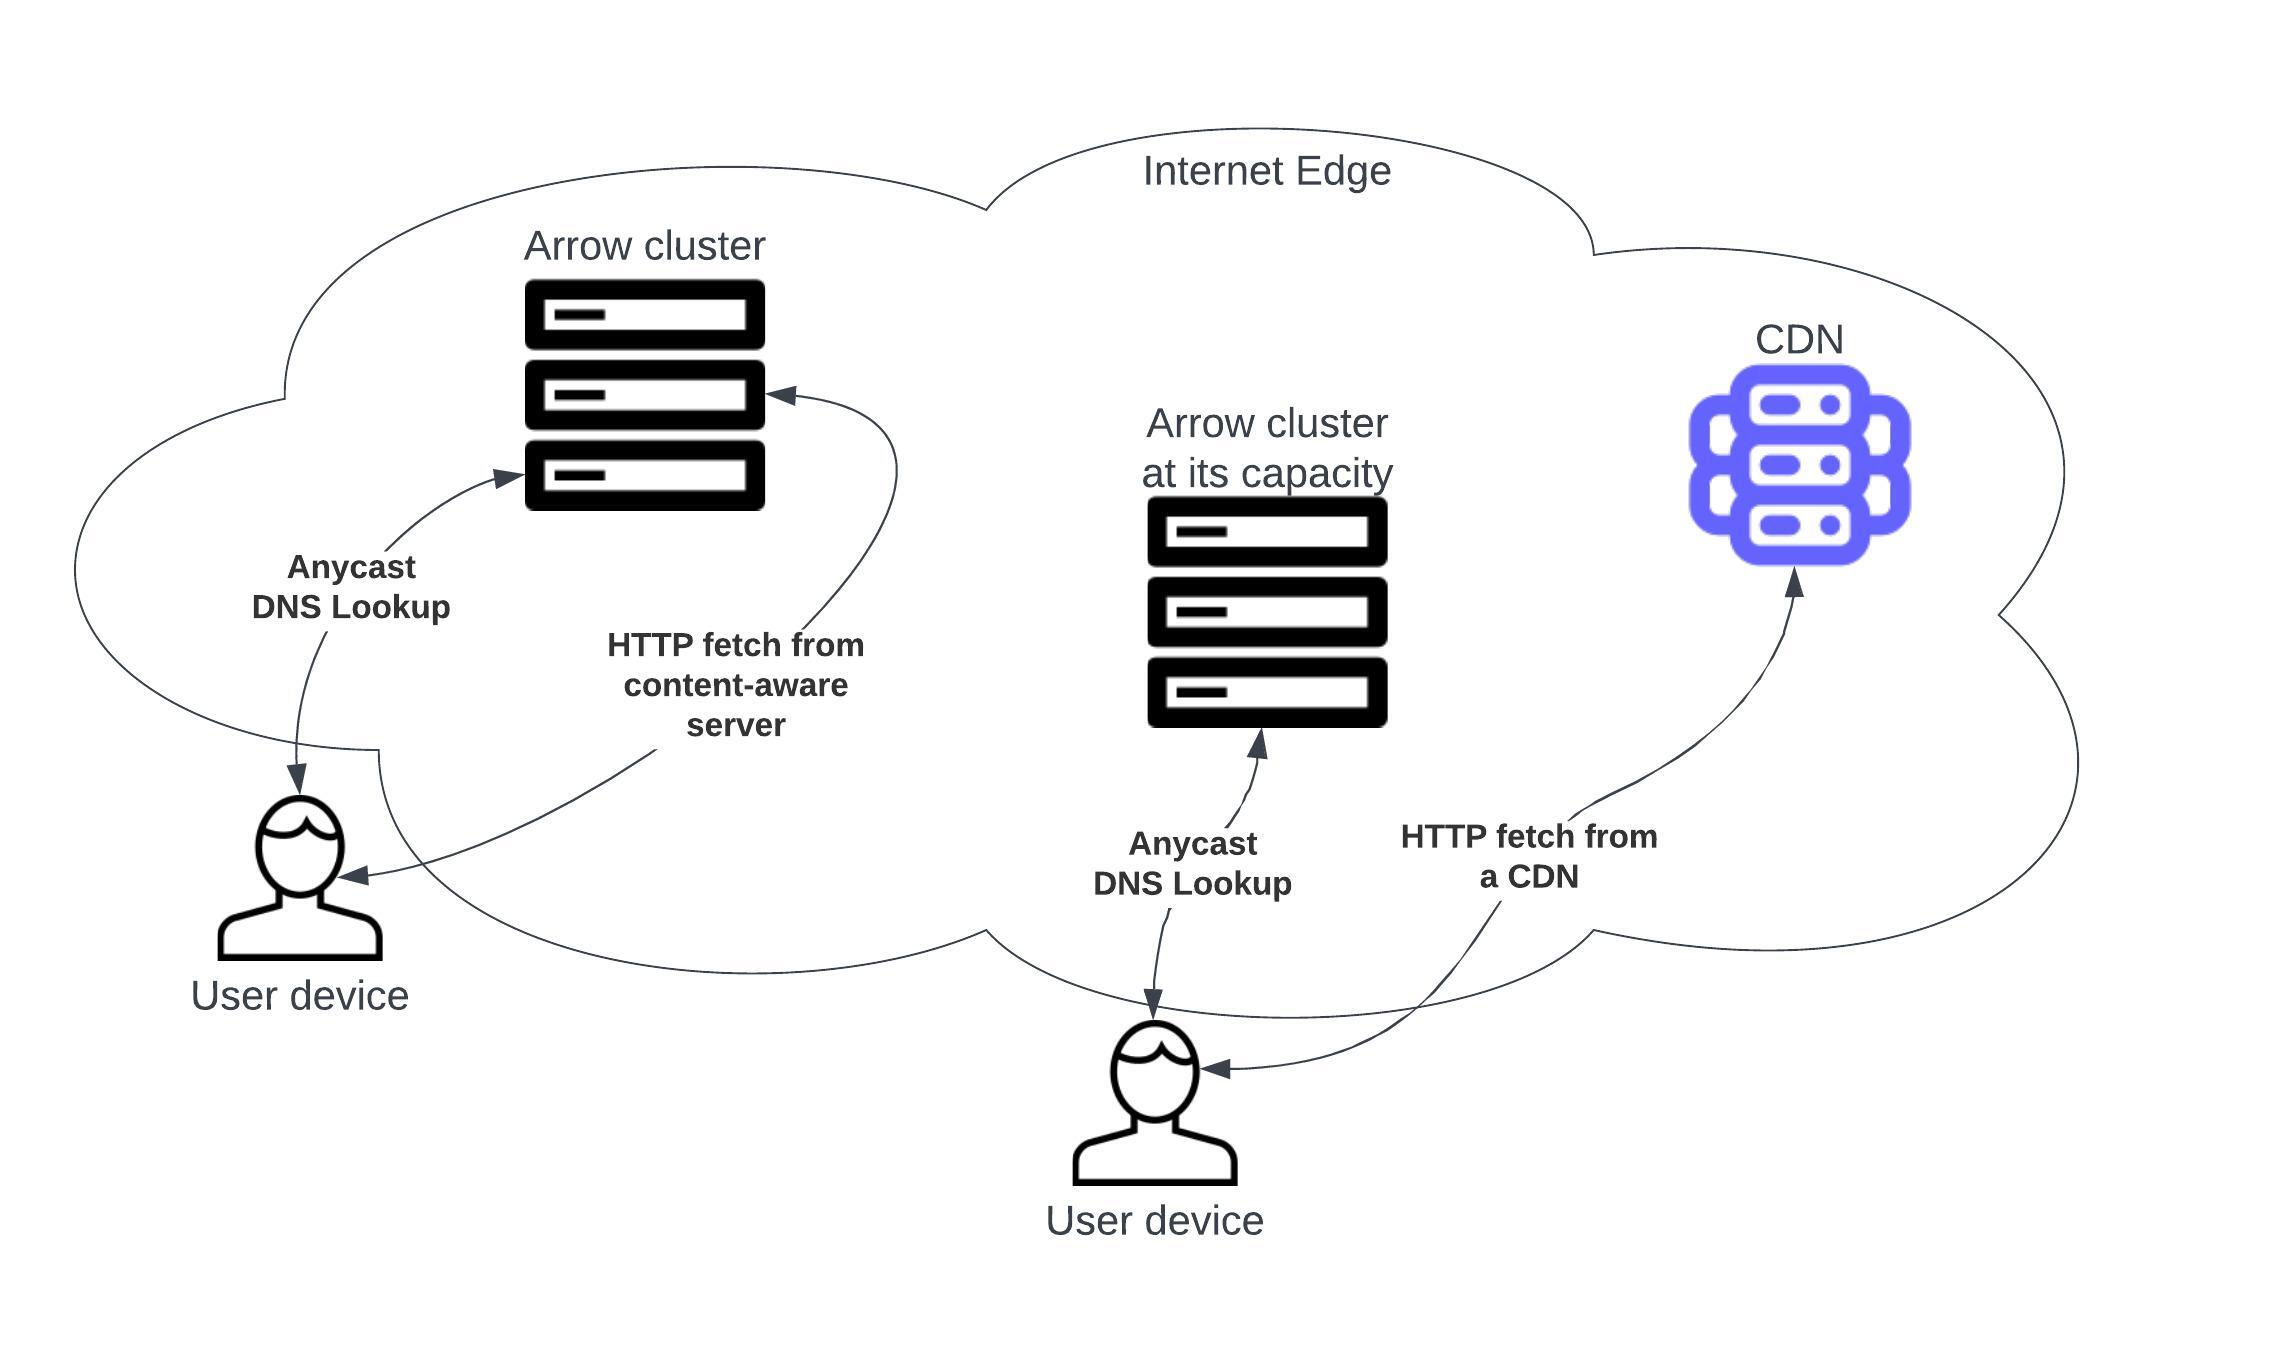 Internet Edge
Arrow cluster
CDN
Arrow cluster
at its capacity
Anycast
DNS Lookup
HTTP fetch from
content-aware
server
Anycast
DNS Lookup
HTTP fetch from
a CDN
User device
User device